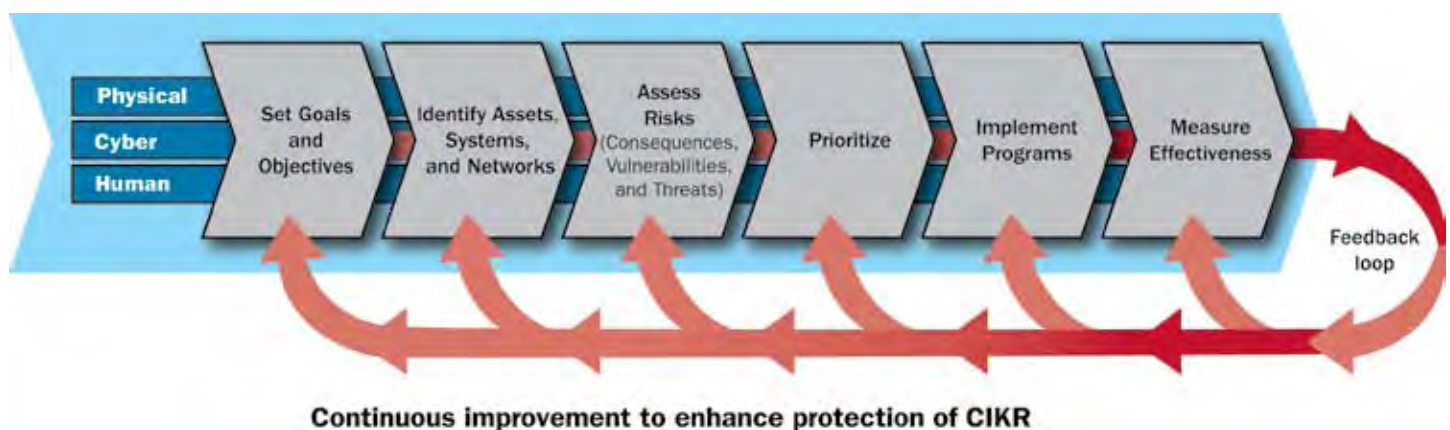 Physical
Cyber
Human
Set Goals
and
Objectives
Identify Assets,
Systems,
and Networks
Assess
Risks
(Consequences,
Vulnerabilities,
and Threats)
Prioritize
Implement
Programs
Measure
Effectiveness
Feedback
loop
Continuous improvement to enhance protection of CIKR